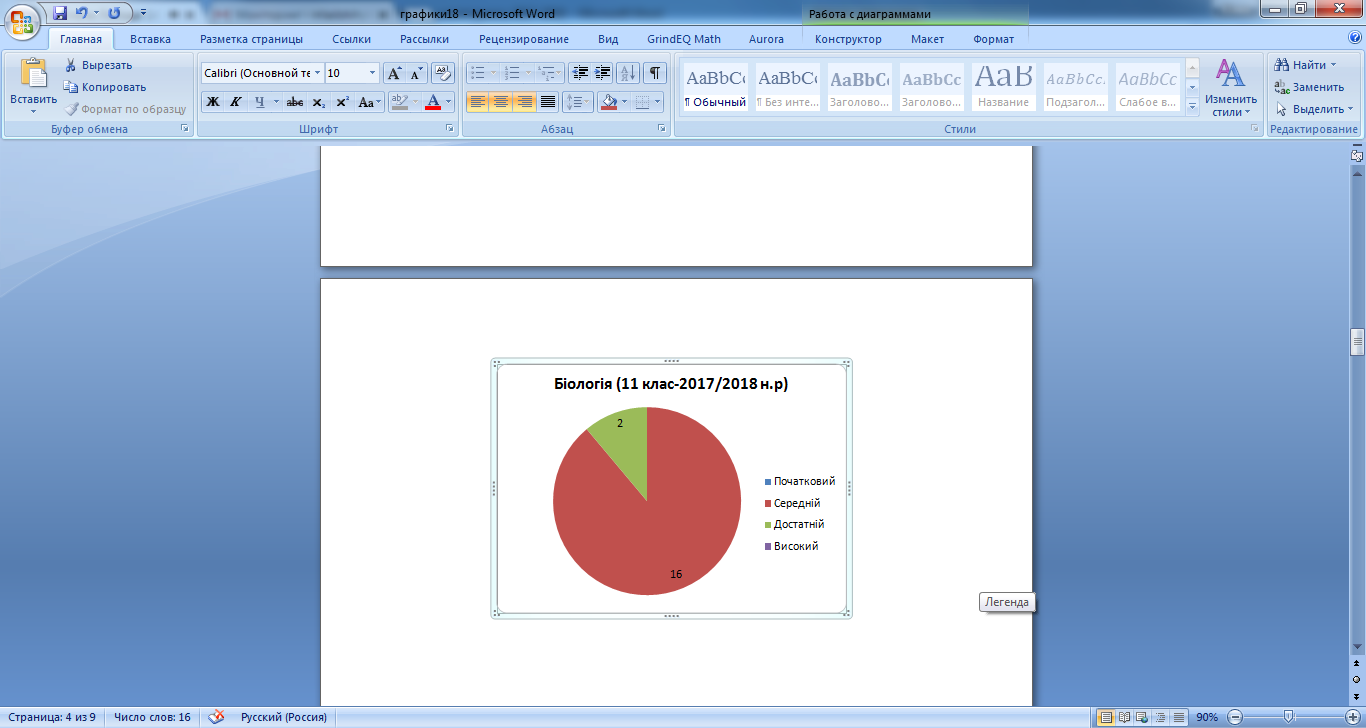 графики18 - Microsoft Word
Работа с диаграммами
Главная Вставка Разметка страницы Ссылки Рассылки Рецензирование Вид GrindEQ Math Aurora Конструктор Макет Формат
Вставить
Вырезать
Копировать
Формат по образцу
Буфер обмена
Calibri (Основной те 10
Ж К Ч abc x₂ x² Aa
Шрифт
Абзац
AaBbCc AaBbCc AaBbCc AaBbCc AaB AaBbCc. AaBbCc
¶ Обычный ¶ Без инте... Заголово... Заголово... Название Подзагол... Слабое в...
Изменить
стили
Стили
Найти
Заменить
Выделить
Редактирование
Біологія (11 клас-2017/2018 н.р)
2
16
Початковий
Середній
Достатній
Високий
Легенда
Страница: 4 из 9 Число слов: 16 Русский (Россия) 90%